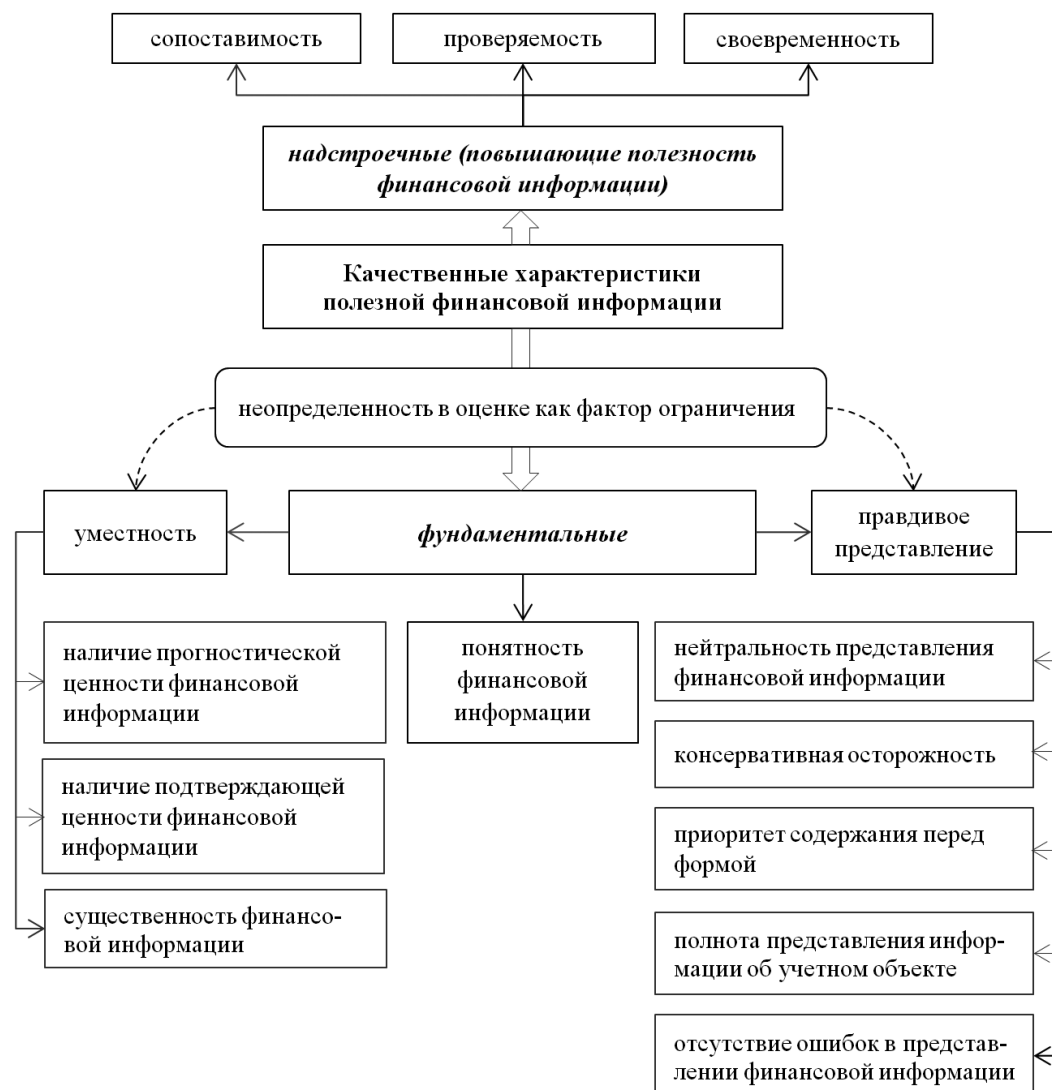 сопоставимость
проверяемость
своевременность
надстроечные (повышающие полезность
финансовой информации)
Качественные характеристики
полезной финансовой информации
неопределенность в оценке как фактор ограничения
уместность
фундаментальные
правдивое
представление
наличие прогностической
ценности финансовой
информации
наличие подтверждающей
ценности финансовой
информации
существенность финансо-
вой информации
понятность
финансовой
информации
нейтральность представления
финансовой информации
консервативная осторожность
приоритет содержания перед
формой
полнота представления инфор-
мации об учетном объекте
отсутствие ошибок в представ-
лении финансовой информации